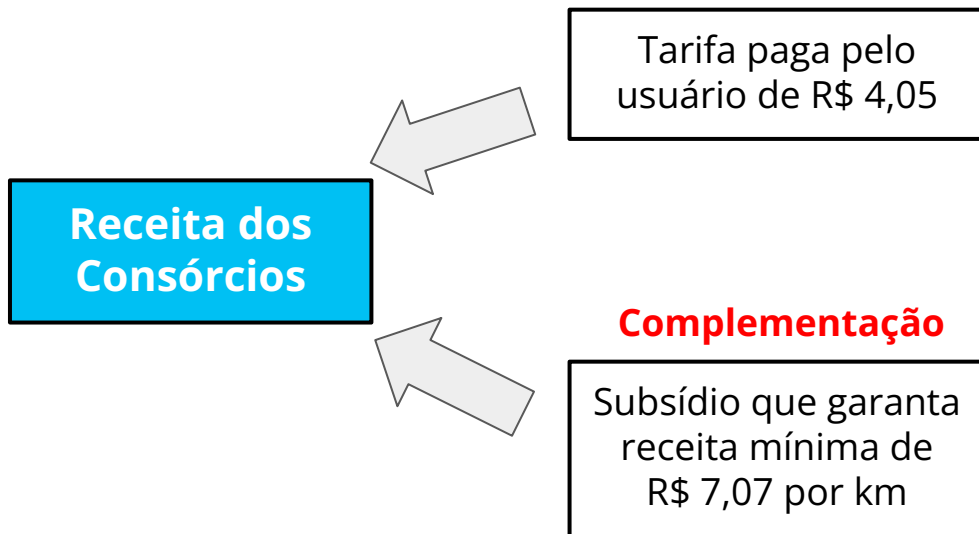 Tarifa paga pelo
usuário de R$ 4,05
Receita dos
Consórcios
Complementação
Subsídio que garanta
receita mínima de
R$ 7,07 por km